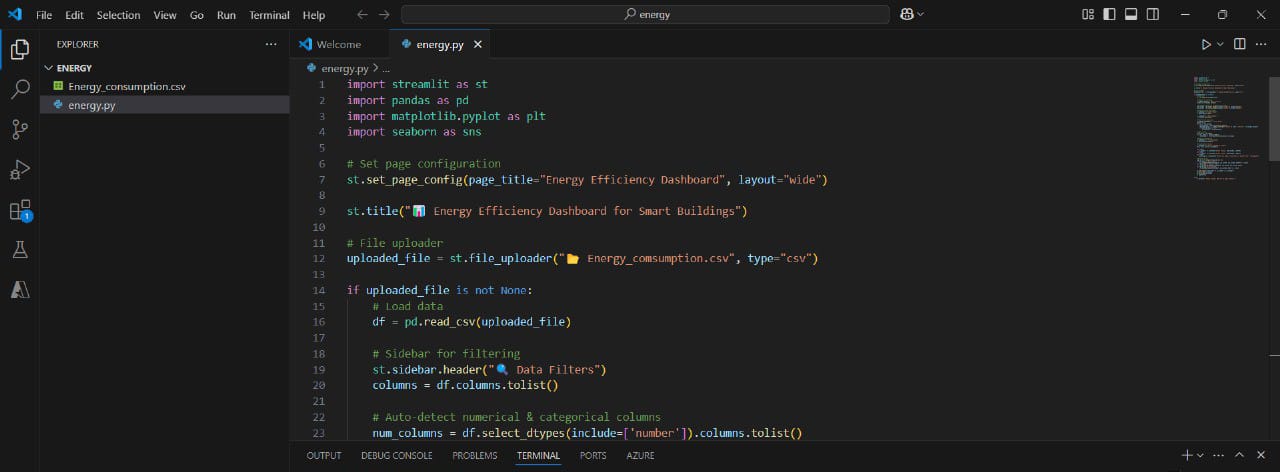 File Edit Selection View Go Run Terminal Help
energy
EXPLORER
ENERGY
Energy_consumption.csv
energy.py
1
Welcome
energy.py
energy.py > ...
1 import streamlit as st
2 import pandas as pd
3 import matplotlib.pyplot as plt
4 import seaborn as sns
5
6 # Set page configuration
7 st.set_page_config(page_title="Energy Efficiency Dashboard", layout="wide")
8
9 st.title("📊 Energy Efficiency Dashboard for Smart Buildings")
10
11 # File uploader
12 uploaded_file = st.file_uploader("📂 Energy_comsumption.csv", type="csv")
13
14 if uploaded_file is not None:
15 # Load data
16 df = pd.read_csv(uploaded_file)
17
18 # Sidebar for filtering
19 st.sidebar.header("🔍 Data Filters")
20 columns = df.columns.tolist()
21
22 # Auto-detect numerical & categorical columns
23 num_columns = df.select_dtypes(include=['number']).columns.tolist()
OUTPUT DEBUG CONSOLE PROBLEMS TERMINAL PORTS AZURE